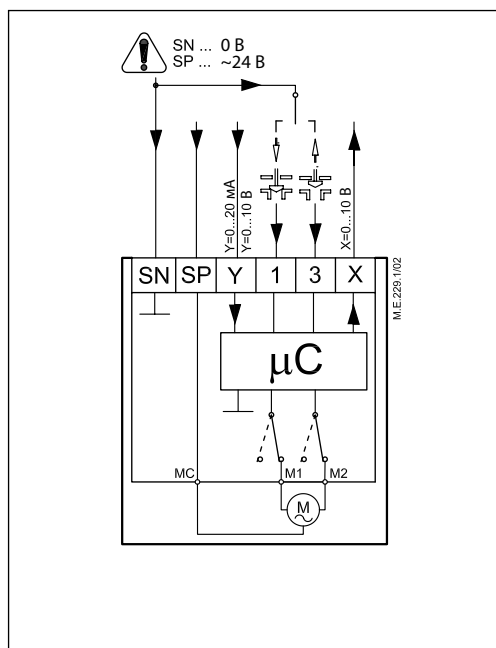 SN ... 0 В
SP ... ~24 В
Y=0...20 мА
Y=0...10 В
X=0...10 В
SN SP Y 1 3 X
M.E.229.1/02
μC
MC M1 M2
M